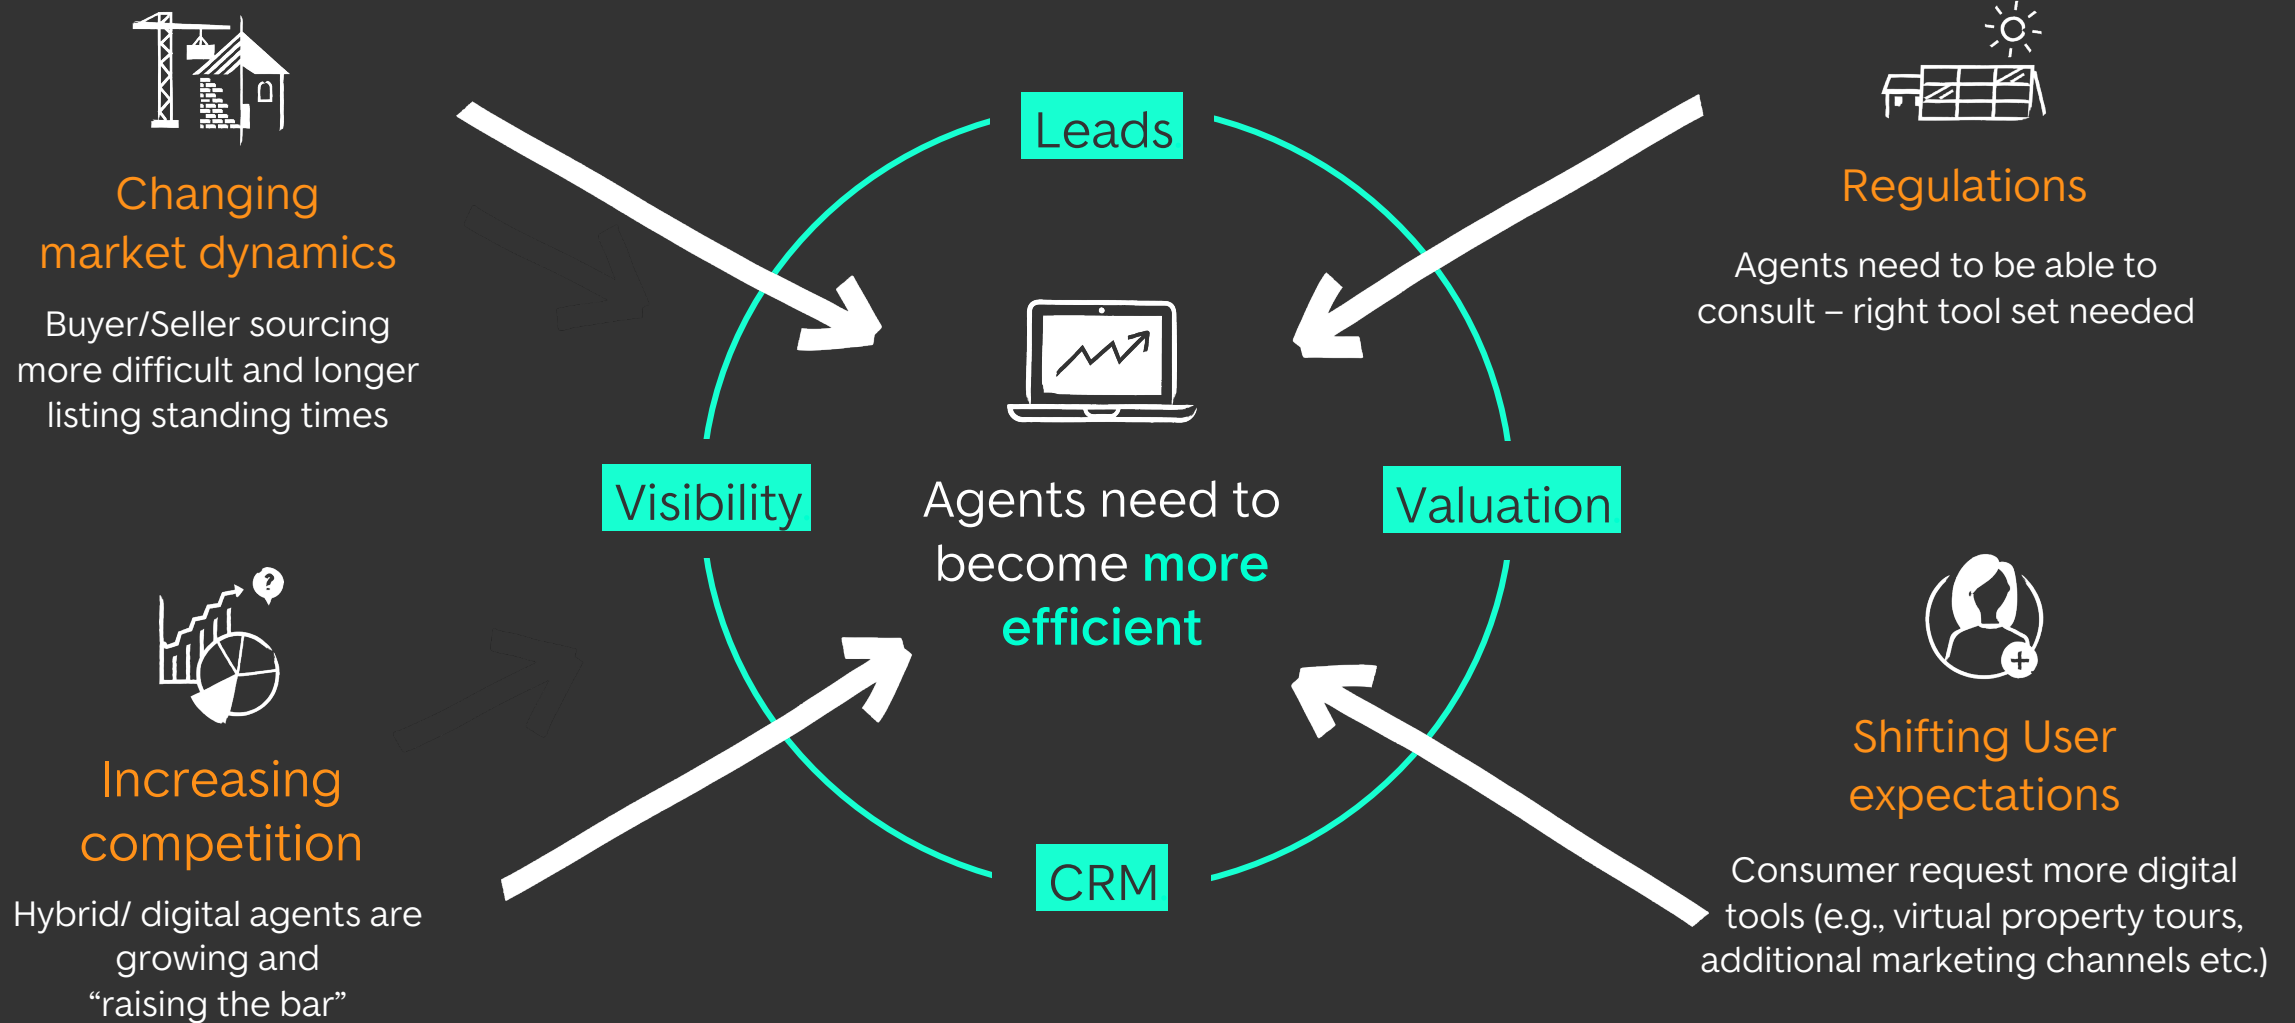 Changing
market dynamics
Buyer/Seller sourcing
more difficult and longer
listing standing times
Increasing
competition
Hybrid/ digital agents are
growing and
“raising the bar”
Leads
Visibility
Agents need to
become more
efficient
Valuation
CRM
Regulations
Agents need to be able to
consult – right tool set needed
Shifting User
expectations
Consumer request more digital
tools (e.g., virtual property tours,
additional marketing channels etc.)